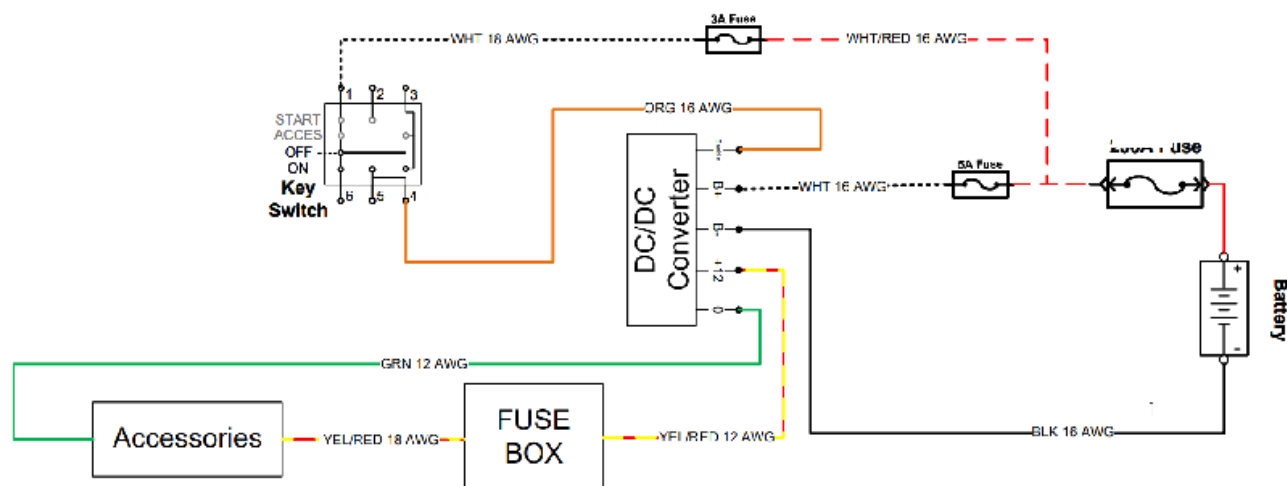 3A Fuse
WHT 18 AWG
WHT/RED 16 AWG
1
2
3
START
ACCES
OFF
ON
Key
Switch
6
5
4
ORG 16 AWG
DC/DC
Converter
B+
B-
+12
0
WHT 16 AWG
5A Fuse
Fuse
+
-
Battery
GRN 12 AWG
Accessories
YEL/RED 18 AWG
FUSE
BOX
YEL/RED 12 AWG
BLK 16 AWG